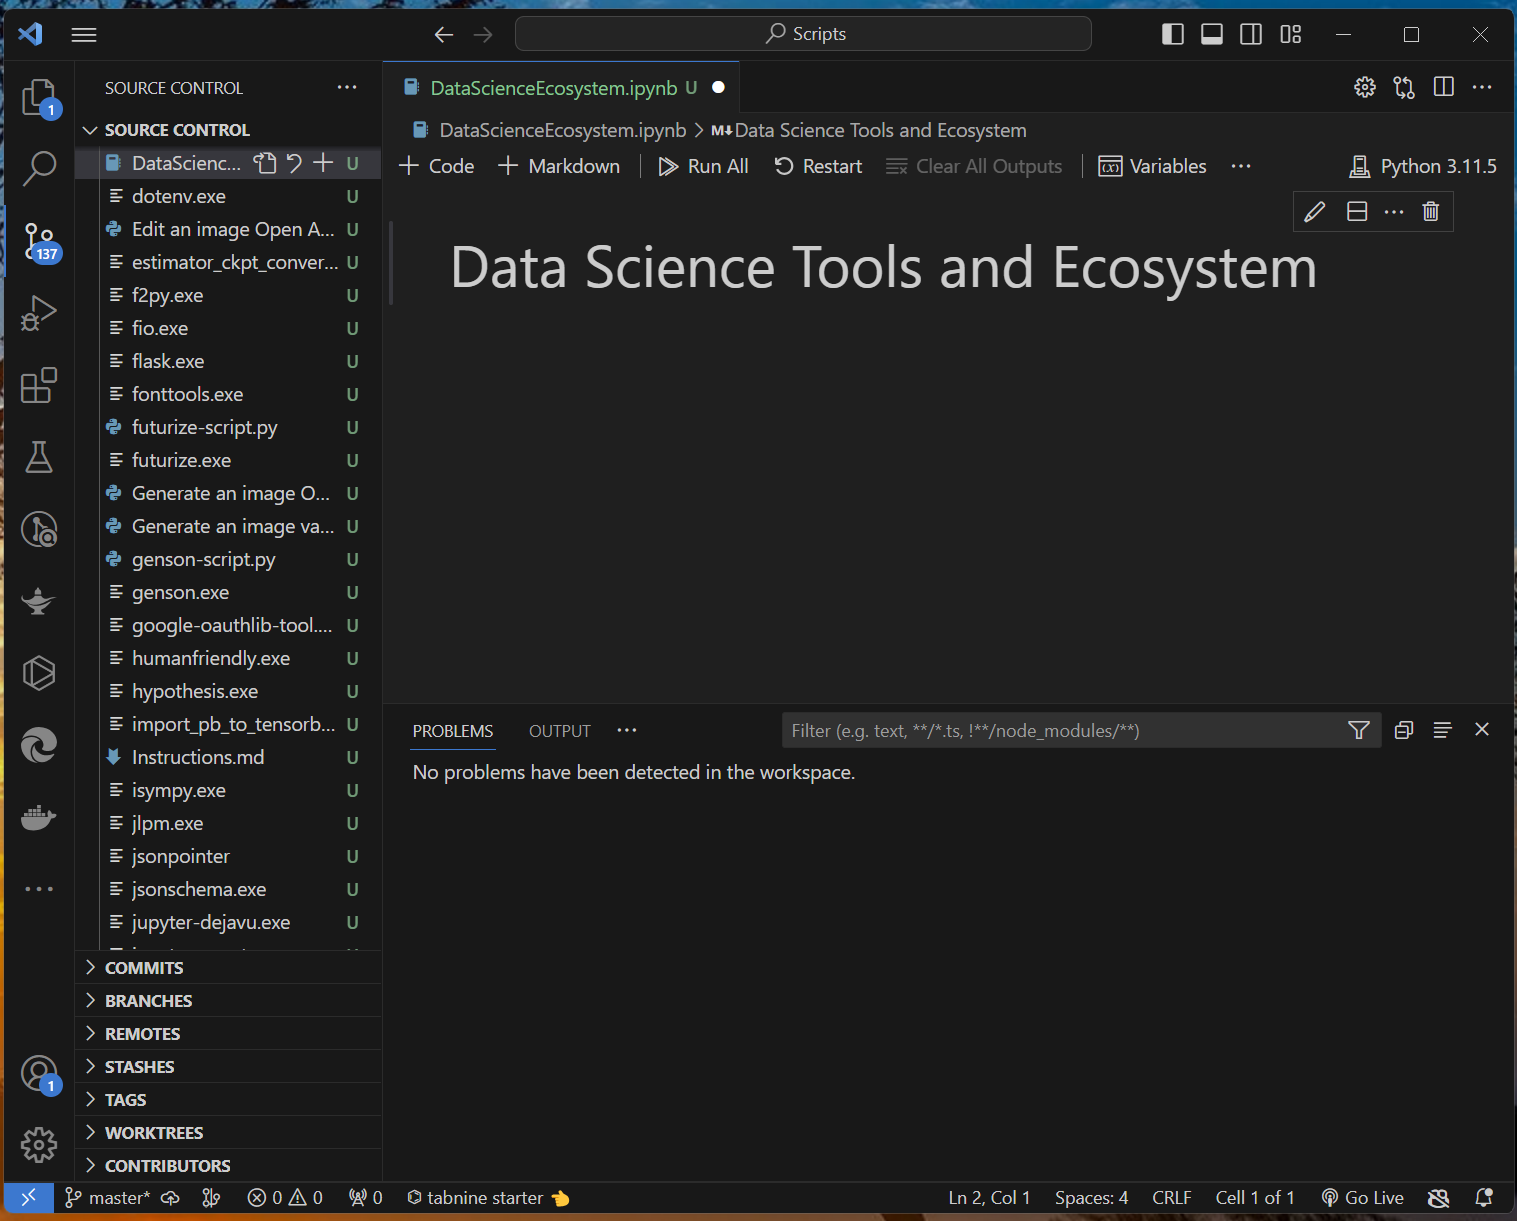 Scripts
SOURCE CONTROL
SOURCE CONTROL
DataScienc... U
dotenv.exe U
Edit an image Open A... U
estimator_ckpt_conver... U
f2py.exe U
fio.exe U
flask.exe U
fonttools.exe U
futurize-script.py U
futurize.exe U
Generate an image O... U
Generate an image va... U
genson-script.py U
genson.exe U
google-oauthlib-tool.... U
humanfriendly.exe U
hypothesis.exe U
import_pb_to_tensorb... U
Instructions.md U
isympy.exe U
jlpm.exe U
jsonpointer U
jsonschema.exe U
jupyter-dejavu.exe U
COMMITS
BRANCHES
REMOTES
STASHES
TAGS
WORKTREES
CONTRIBUTORS
1
137
1
DataScienceEcosystem.ipynb U
DataScienceEcosystem.ipynb > M↓ Data Science Tools and Ecosystem
+ Code + Markdown Run All Restart Clear All Outputs (x) Variables ... Python 3.11.5
Data Science Tools and Ecosystem
PROBLEMS OUTPUT ... Filter (e.g. text, **/*.ts, !**/node_modules/**)
No problems have been detected in the workspace.
master* 0 0 0 tabnine starter 👈 Ln 2, Col 1 Spaces: 4 CRLF Cell 1 of 1 Go Live